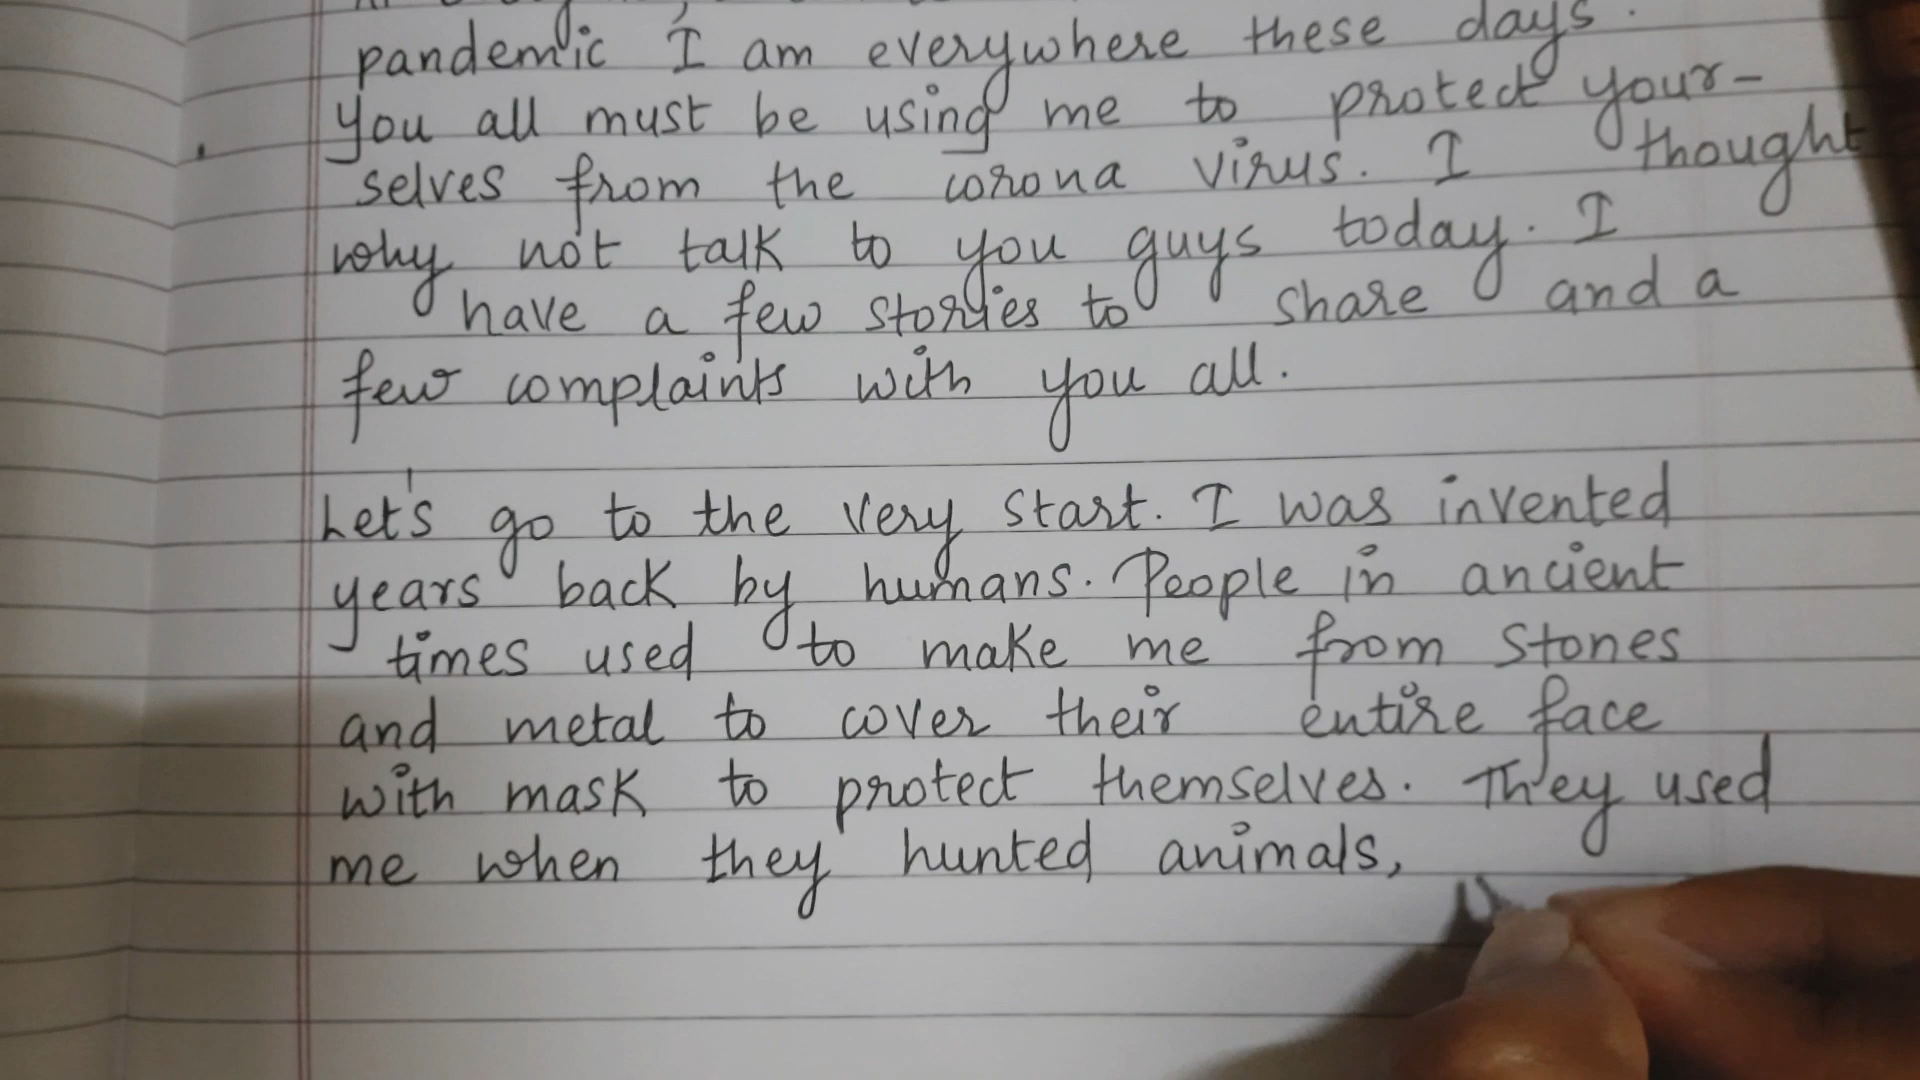 pandemic I am everywhere these days.
you all must be using me to protect your-
selves from the corona virus. I thought
why not talk to you guys today. I
have a few stories to share and a
few complaints with you all.
Let's go to the very start. I was invented
years back by humans. People in ancient
times used to make me from stones
and metal to cover their entire face
with mask to protect themselves. They used
me when they hunted animals,